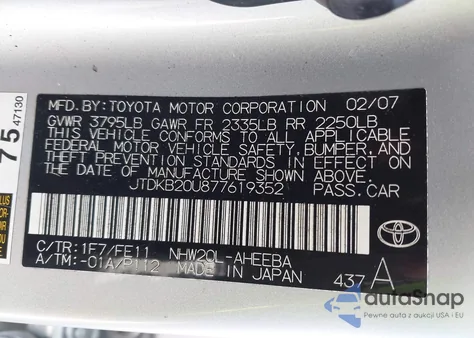 MFD. BY:TOYOTA MOTOR CORPORATION 02/07
GVWR 3795LB GAWR FR 2335LB RR 2250LB
THIS VEHICLE CONFORMS TO ALL APPLICABLE
FEDERAL MOTOR VEHICLE SAFETY, BUMPER, AND
THEFT PREVENTION STANDARDS IN EFFECT ON
THE DATE OF MANUFACTURE SHOWN ABOVE.
JTDKB20U877619352 PASS.CAR
C/TR:1F7/FE11 NHW20L-AHEEBA
A/TM:-01A/P112 MADE IN JAPAN
437 A
TOYOTA
75
47130
autoSnap
Pewne auta z aukcji USA i EU